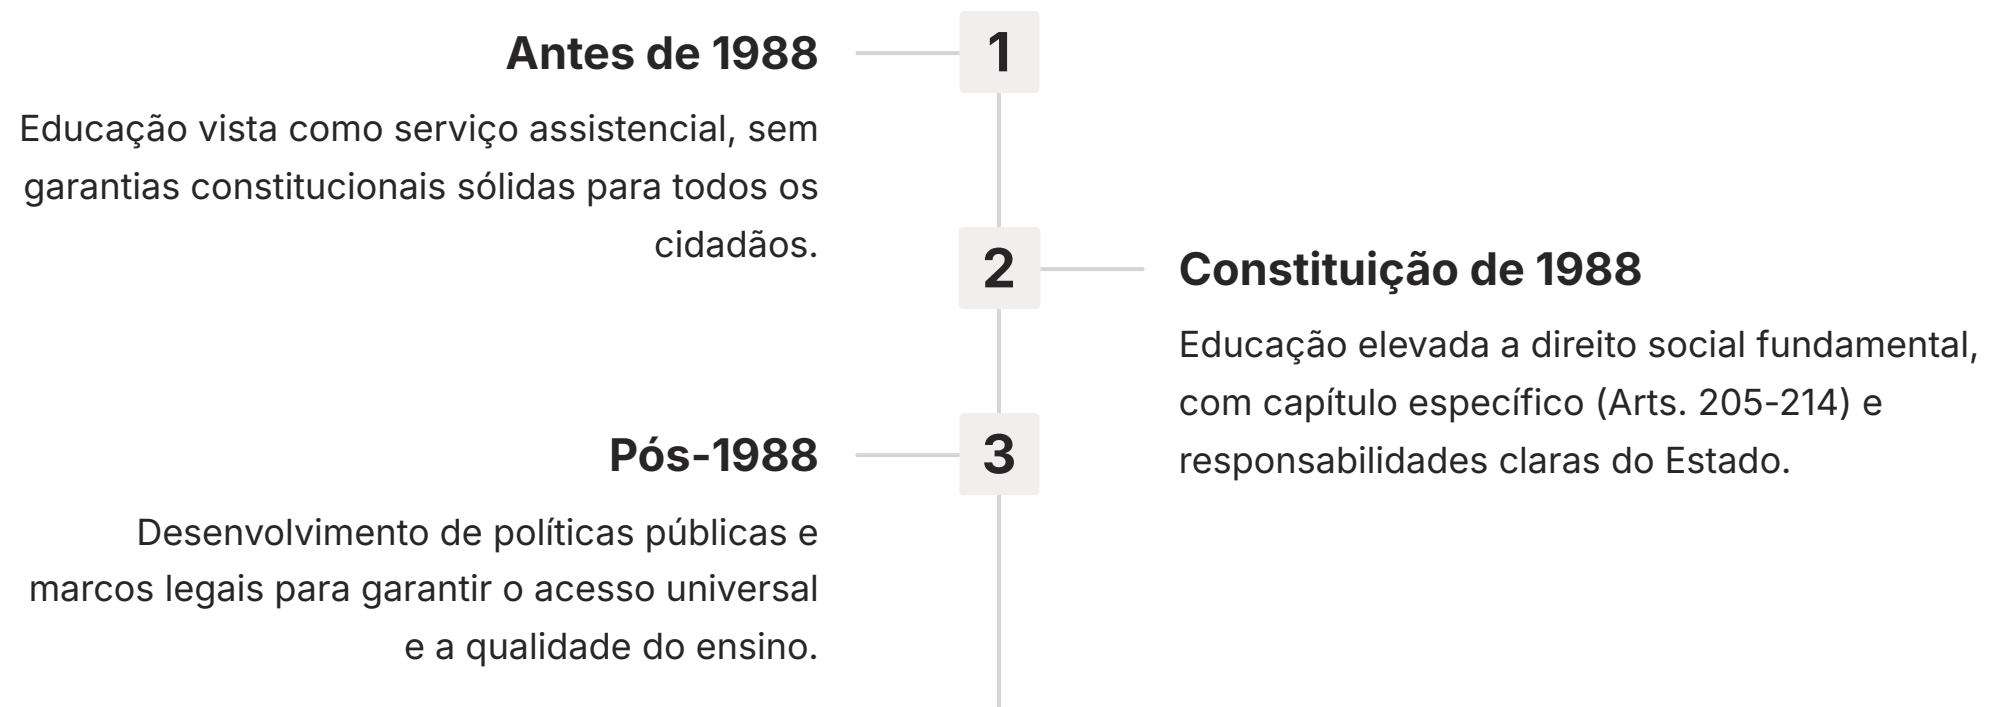 Antes de 1988
1
Educação vista como serviço assistencial, sem
garantias constitucionais sólidas para todos os
cidadãos.
2
Constituição de 1988
Educação elevada a direito social fundamental,
com capítulo específico (Arts. 205-214) e
responsabilidades claras do Estado.
Pós-1988
3
Desenvolvimento de políticas públicas e
marcos legais para garantir o acesso universal
e a qualidade do ensino.